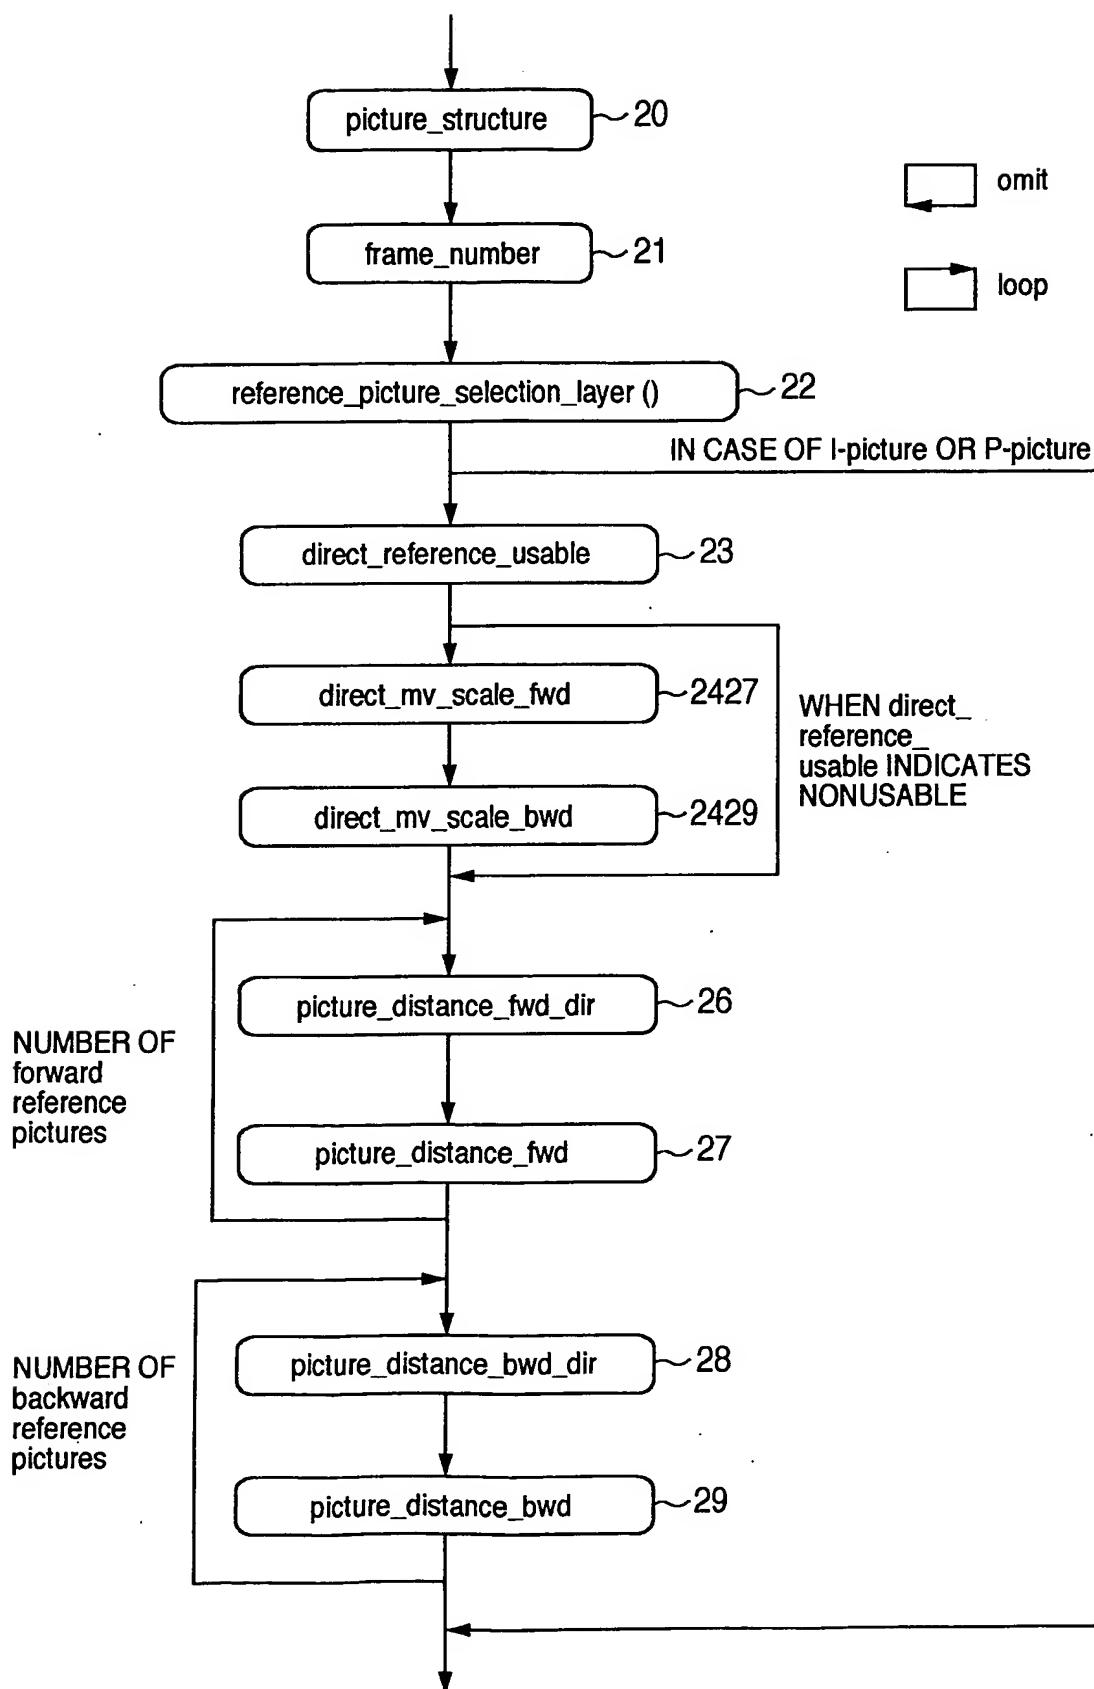 picture_structure
20
omit
frame_number
21
loop
reference_picture_selection_layer ()
22
IN CASE OF I-picture OR P-picture
direct_reference_usable
23
direct_mv_scale_fwd
2427
WHEN direct_
reference_
usable INDICATES
NONUSABLE
direct_mv_scale_bwd
2429
picture_distance_fwd_dir
26
NUMBER OF
forward
reference
pictures
picture_distance_fwd
27
picture_distance_bwd_dir
28
NUMBER OF
backward
reference
pictures
picture_distance_bwd
29